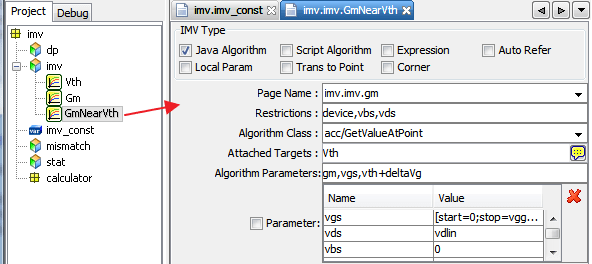 Project Debug
imv
dp
imv
Vth
Gm
GmNearVth
imv_const
mismatch
stat
calculator
imv.imv_const
imv.imv.GmNearVth
IMV Type
Java Algorithm Script Algorithm Expression Auto Refer
Local Param Trans to Point Corner
Page Name : imv.imv.gm
Restrictions : device,vbs,vds
Algorithm Class : acc/GetValueAtPoint
Attached Targets : Vth
Algorithm Parameters: gm,vgs,vth+deltaVg
Parameter:
Name Value
vgs [start=0;stop=vgg...
vds vdlin
vbs 0